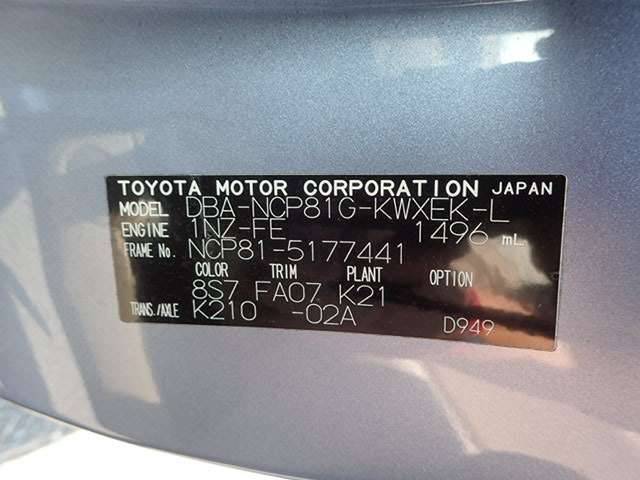 TOYOTA MOTOR CORPORATION JAPAN
MODEL DBA-NCP81G-KWXEK-L
ENGINE 1NZ-FE 1496 mL
FRAME No. NCP81-5177441
COLOR TRIM PLANT OPTION
8S7 FA07 K21
TRANS./AXLE K210 -02A D949